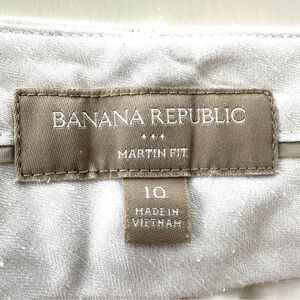 BANANA REPUBLIC
MARTIN FIT
10
MADE IN
VIETNAM